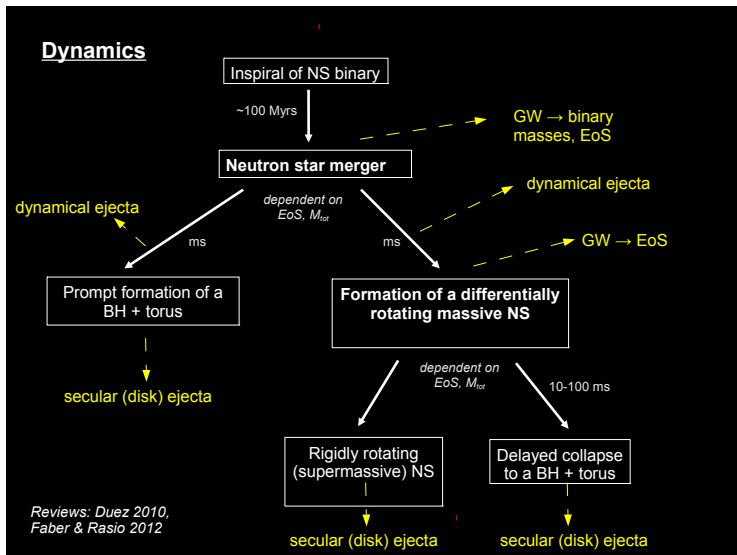 Dynamics
Inspiral of NS binary
~100 Myrs
GW → binary
masses, EoS
Neutron star merger
dynamical ejecta
dependent on
EoS, M_tot
dynamical ejecta
ms
ms
GW → EoS
Prompt formation of a
BH + torus
Formation of a differentially
rotating massive NS
secular (disk) ejecta
dependent on
EoS, M_tot
10-100 ms
Rigidly rotating
(supermassive) NS
Delayed collapse
to a BH + torus
Reviews: Duez 2010,
Faber & Rasio 2012
secular (disk) ejecta
secular (disk) ejecta